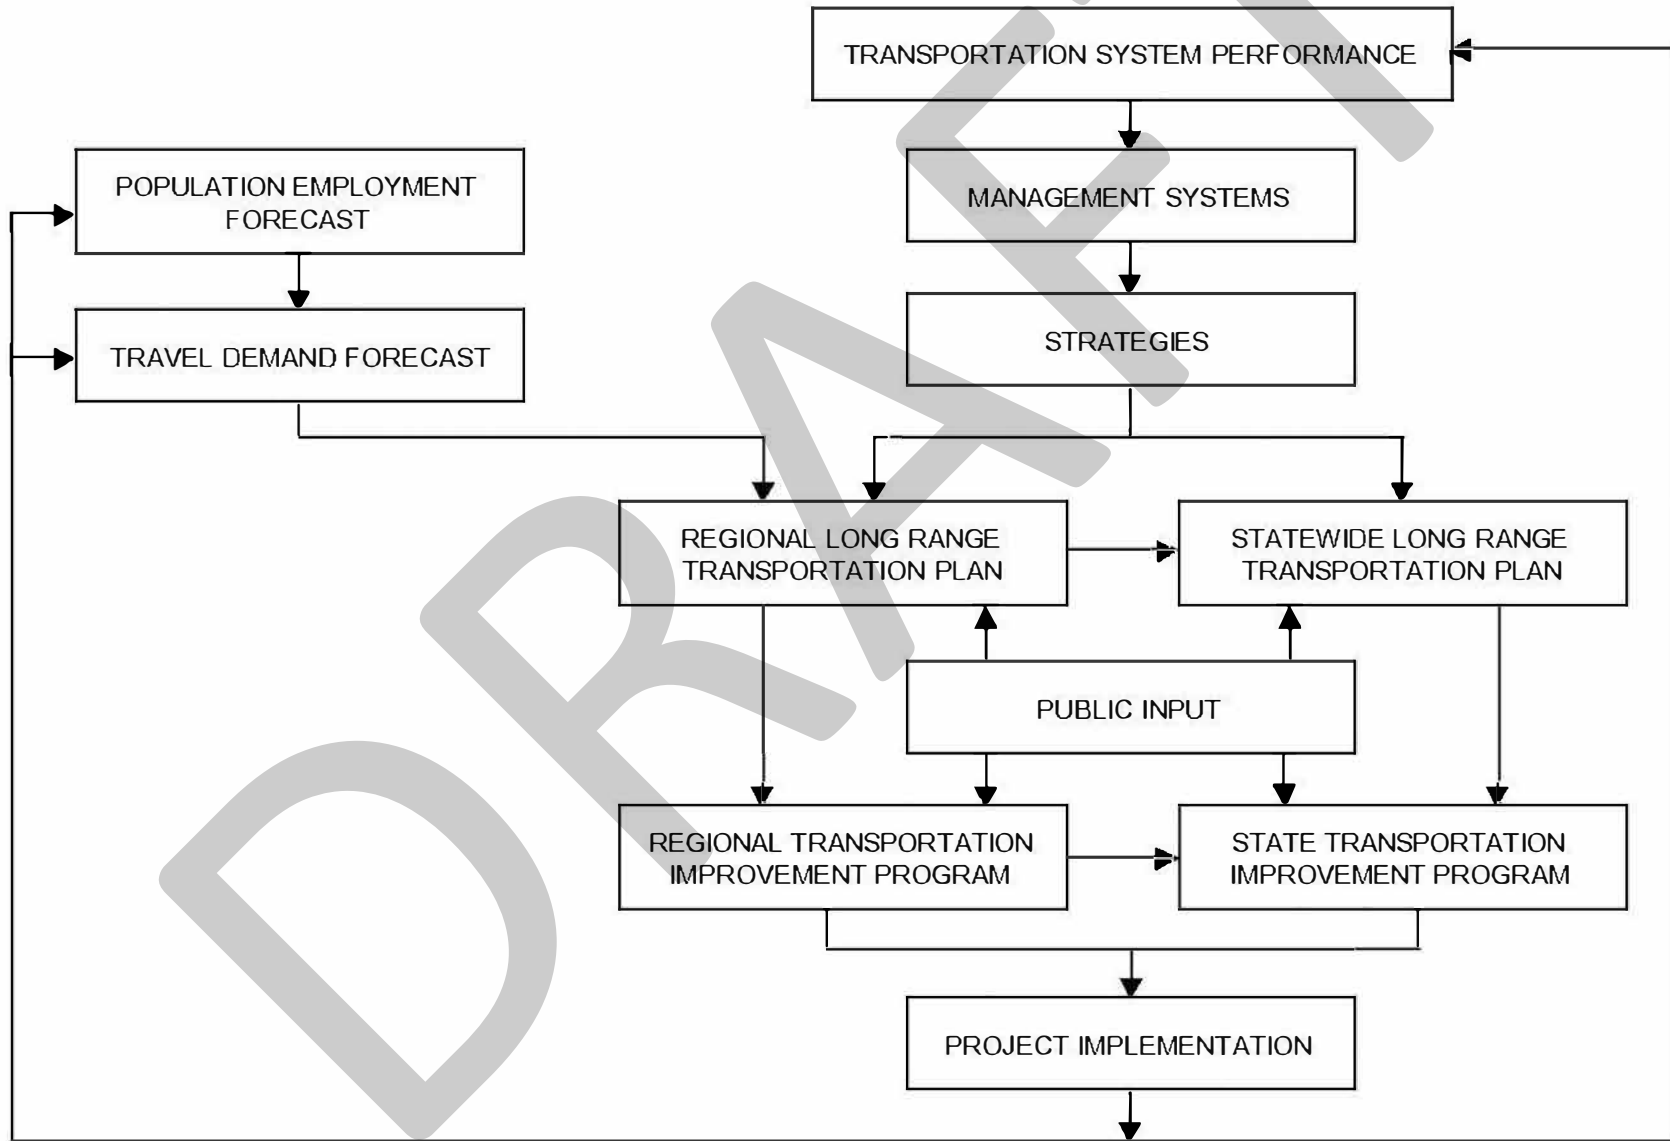 TRANSPORTATION SYSTEM PERFORMANCE
POPULATION EMPLOYMENT
FORECAST
MANAGEMENT SYSTEMS
TRAVEL DEMAND FORECAST
STRATEGIES
REGIONAL LONG RANGE
TRANSPORTATION PLAN
STATEWIDE LONG RANGE
TRANSPORTATION PLAN
PUBLIC INPUT
REGIONAL TRANSPORTATION
IMPROVEMENT PROGRAM
STATE TRANSPORTATION
IMPROVEMENT PROGRAM
PROJECT IMPLEMENTATION
DRAFT